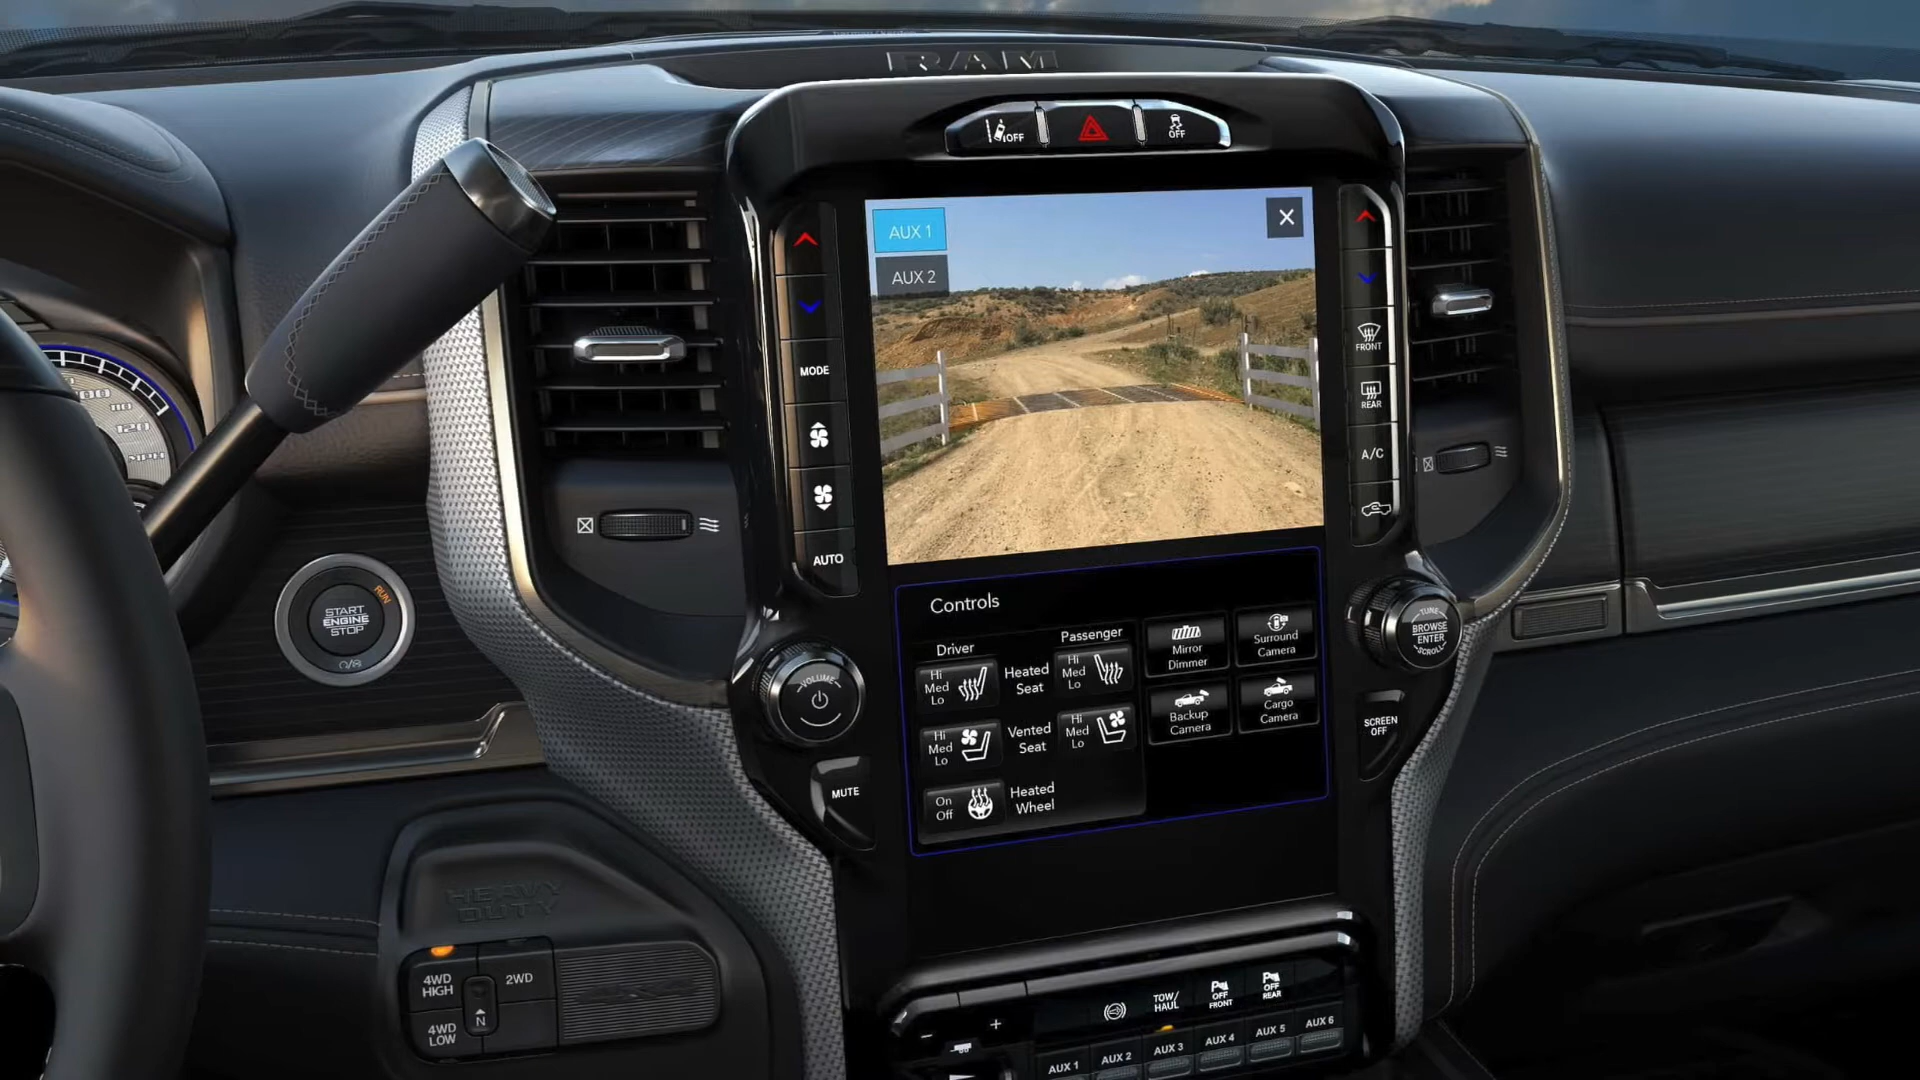 RAM
OFF
OFF
AUX 1
AUX 2
MODE
AUTO
FRONT
REAR
A/C
120
MPH
START
ENGINE
STOP
RUN
VOLUME
MUTE
TUNE
BROWSE
ENTER
SCROLL
SCREEN
OFF
Controls
Driver
Passenger
Hi
Med
Lo
Heated
Seat
Hi
Med
Lo
Mirror
Dimmer
Surround
Camera
Hi
Med
Lo
Vented
Seat
Hi
Med
Lo
Backup
Camera
Cargo
Camera
On
Off
Heated
Wheel
HEAVY
DUTY
4WD
HIGH
2WD
4WD
LOW
N
TOW/
HAUL
OFF
FRONT
OFF
REAR
AUX 1
AUX 2
AUX 3
AUX 4
AUX 5
AUX 6